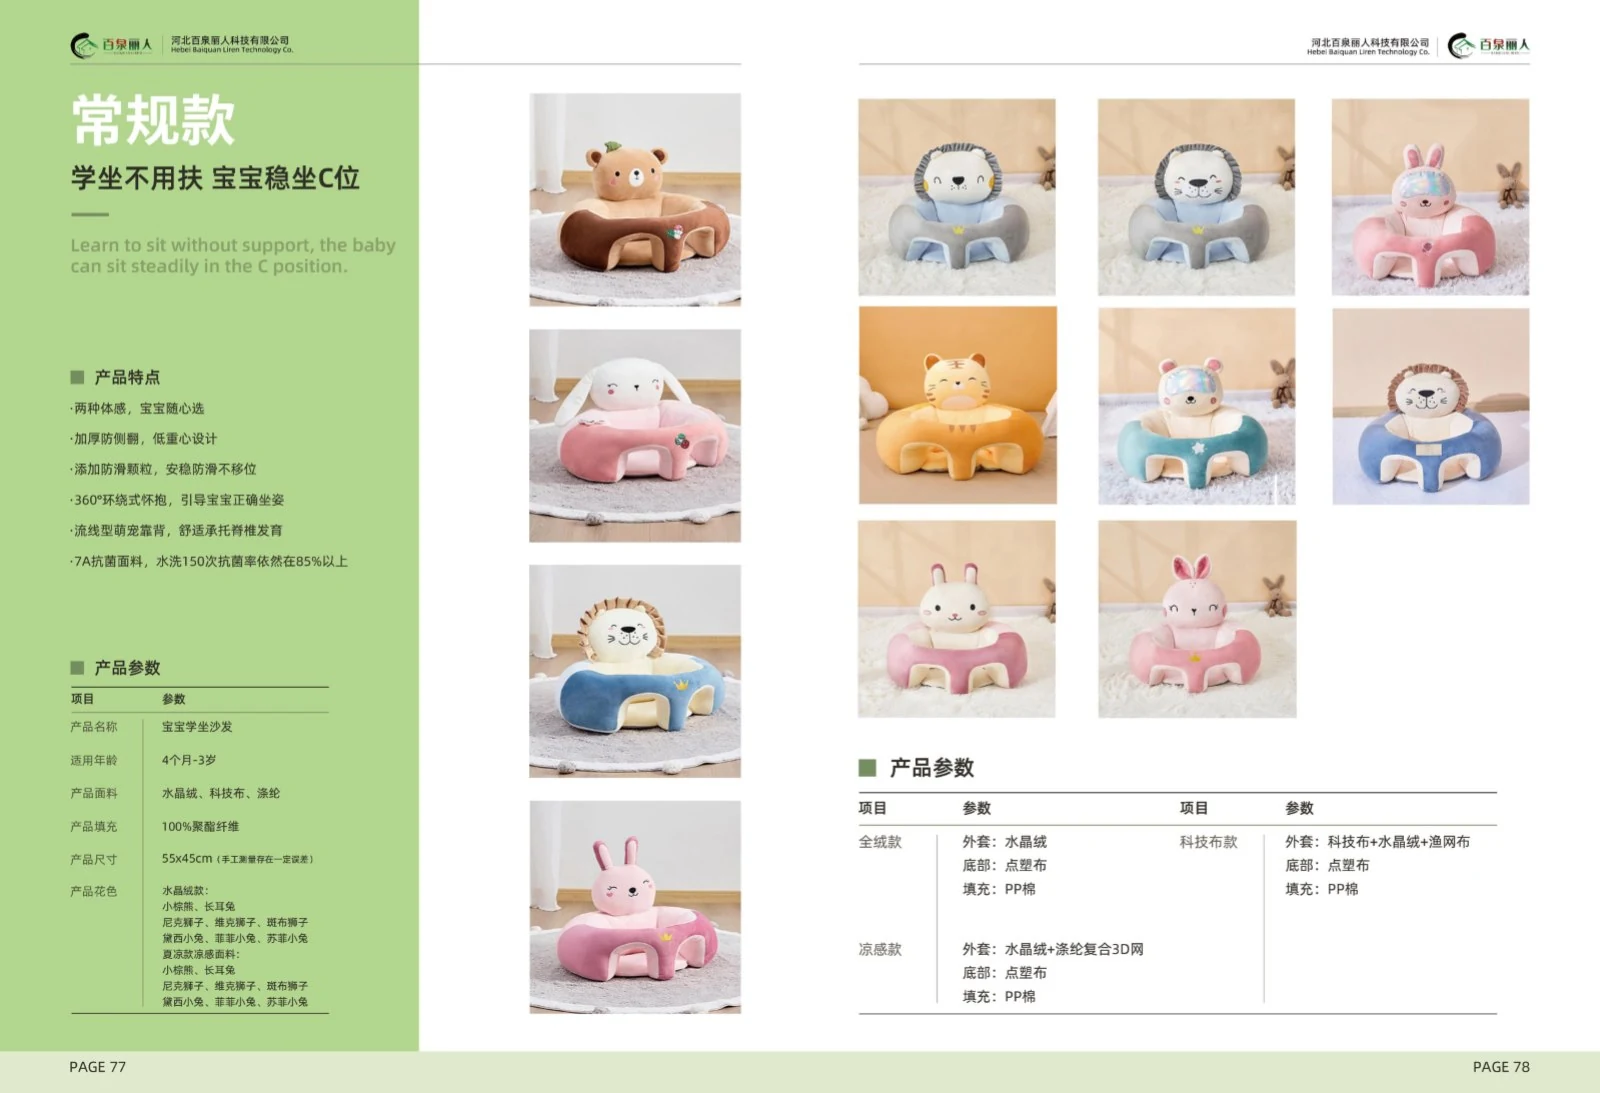 百泉丽人
河北百泉丽人科技有限公司
Hebei Baiquan Liren Technology Co.
常规款
学坐不用扶 宝宝稳坐C位
Learn to sit without support, the baby
can sit steadily in the C position.
产品特点
·两种体感，宝宝随心选
·加厚防侧翻，低重心设计
·添加防滑颗粒，安稳防滑不移位
·360°环绕式怀抱，引导宝宝正确坐姿
·流线型萌宠靠背，舒适承托脊椎发育
·7A抗菌面料，水洗150次抗菌率依然在85%以上
产品参数
项目 参数
产品名称 宝宝学坐沙发
适用年龄 4个月-3岁
产品面料 水晶绒、科技布、涤纶
产品填充 100%聚酯纤维
产品尺寸 55x45cm（手工测量存在一定误差）
产品花色 水晶绒款：
小棕熊、长耳兔
尼克狮子、维克狮子、斑布狮子
黛西小兔、菲菲小兔、苏菲小兔
夏凉款凉感面料：
小棕熊、长耳兔
尼克狮子、维克狮子、斑布狮子
黛西小兔、菲菲小兔、苏菲小兔
PAGE 77
河北百泉丽人科技有限公司
Hebei Baiquan Liren Technology Co.
百泉丽人
产品参数
项目 参数 项目 参数
全绒款 外套：水晶绒 科技布款 外套：科技布+水晶绒+渔网布
底部：点塑布 底部：点塑布
填充：PP棉 填充：PP棉
凉感款 外套：水晶绒+涤纶复合3D网
底部：点塑布
填充：PP棉
PAGE 78